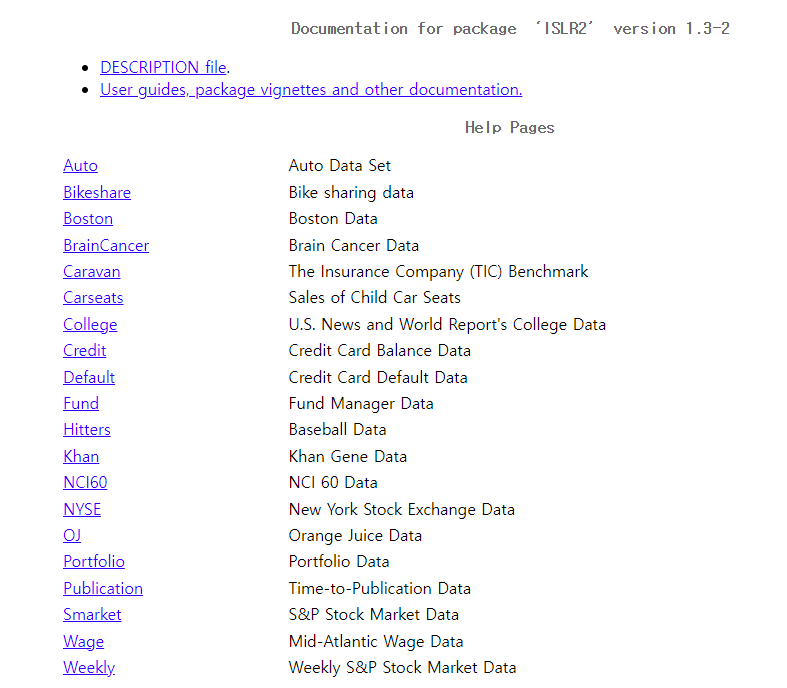 Documentation for package ‘ISLR2’ version 1.3-2
DESCRIPTION file.
User guides, package vignettes and other documentation.
Help Pages
Auto Auto Data Set
Bikeshare Bike sharing data
Boston Boston Data
BrainCancer Brain Cancer Data
Caravan The Insurance Company (TIC) Benchmark
Carseats Sales of Child Car Seats
College U.S. News and World Report's College Data
Credit Credit Card Balance Data
Default Credit Card Default Data
Fund Fund Manager Data
Hitters Baseball Data
Khan Khan Gene Data
NCI60 NCI 60 Data
NYSE New York Stock Exchange Data
OJ Orange Juice Data
Portfolio Portfolio Data
Publication Time-to-Publication Data
Smarket S&P Stock Market Data
Wage Mid-Atlantic Wage Data
Weekly Weekly S&P Stock Market Data